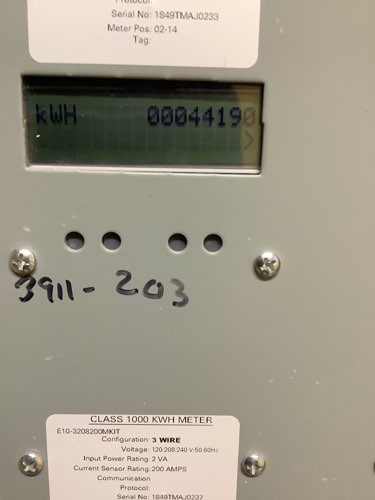 Protocol:
Serial No: 1849TMAJ0233
Meter Pos: 02-14
Tag:
kWH 00044190
>
3911-203
CLASS 1000 KWH METER
E10-3208200MKIT
Configuration: 3 WIRE
Voltage: 120:208:240 V 50-60Hz
Input Power Rating: 2 VA
Current Sensor Rating: 200 AMPS
Communication
Protocol:
Serial No: 1849TMAJ0237